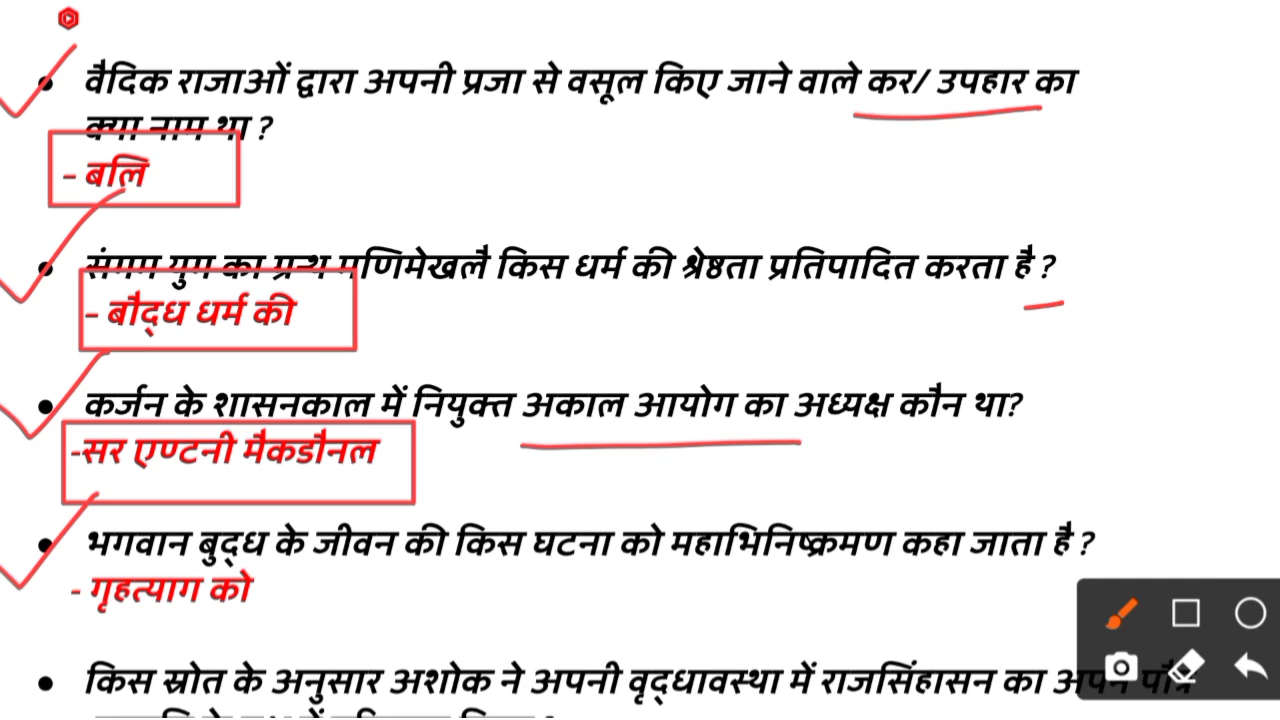 वैदिक राजाओं द्वारा अपनी प्रजा से वसूल किए जाने वाले कर/ उपहार का
क्या नाम था ?
– बलि
संगम युग का ग्रन्थ मणिमेखलै किस धर्म की श्रेष्ठता प्रतिपादित करता है ?
– बौद्ध धर्म की
कर्जन के शासनकाल में नियुक्त अकाल आयोग का अध्यक्ष कौन था?
-सर एण्टनी मैकडौनल
भगवान बुद्ध के जीवन की किस घटना को महाभिनिष्क्रमण कहा जाता है ?
- गृहत्याग को
किस स्रोत के अनुसार अशोक ने अपनी वृद्धावस्था में राजसिंहासन का अपने पौत्र